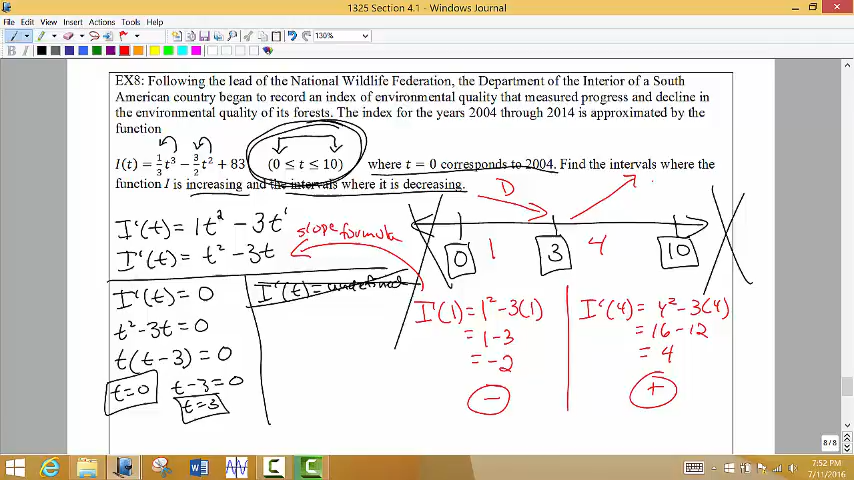 1325 Section 4.1 - Windows Journal
File Edit View Insert Actions Tools Help
130%
B I
EX8: Following the lead of the National Wildlife Federation, the Department of the Interior of a South
American country began to record an index of environmental quality that measured progress and decline in
the environmental quality of its forests. The index for the years 2004 through 2014 is approximated by the
function
I(t) = 1/3 t³ − 3/2 t² + 83 (0 ≤ t ≤ 10) where t = 0 corresponds to 2004. Find the intervals where the
function I is increasing and the intervals where it is decreasing.
D
I'(t) = 1t² − 3t¹
slope formula
I'(t) = t² − 3t
0 1 3 4 10
I'(t) = 0
I'(t) = undefined
t² − 3t = 0
t(t − 3) = 0
t = 0 t − 3 = 0
t = 3
I'(1) = 1² − 3(1)
= 1 − 3
= −2
−
I'(4) = 4² − 3(4)
= 16 − 12
= 4
+
8/8
7:52 PM
7/11/2016